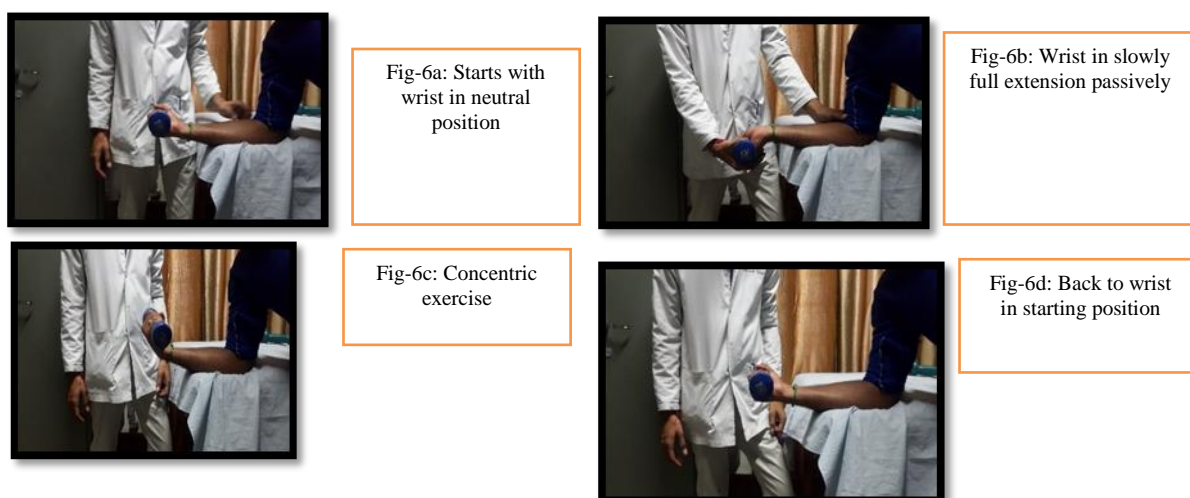 Fig-6a: Starts with
wrist in neutral
position
Fig-6b: Wrist in slowly
full extension passively
Fig-6c: Concentric
exercise
Fig-6d: Back to wrist
in starting position